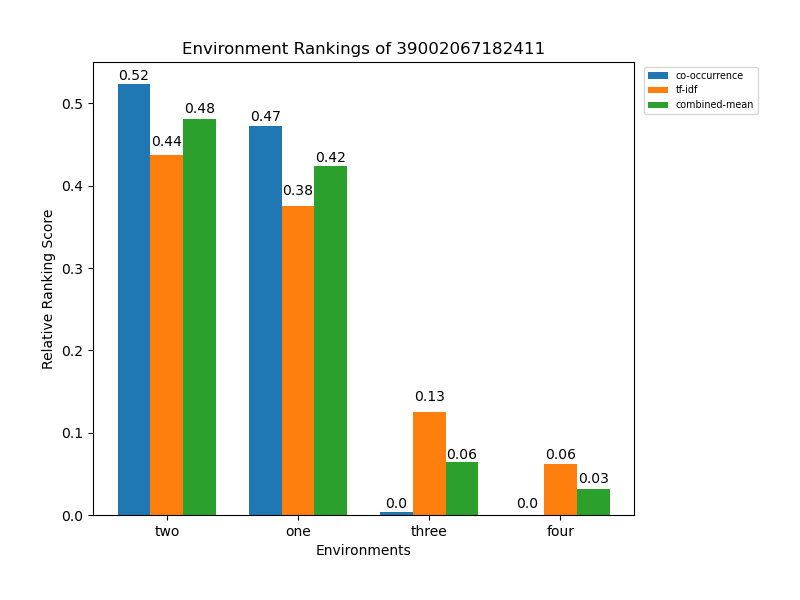 Environment Rankings of 39002067182411
co-occurrence
tf-idf
combined-mean
Relative Ranking Score
0.5
0.4
0.3
0.2
0.1
0.0
0.52
0.44
0.48
0.47
0.38
0.42
0.0
0.13
0.06
0.0
0.06
0.03
two one three four
Environments